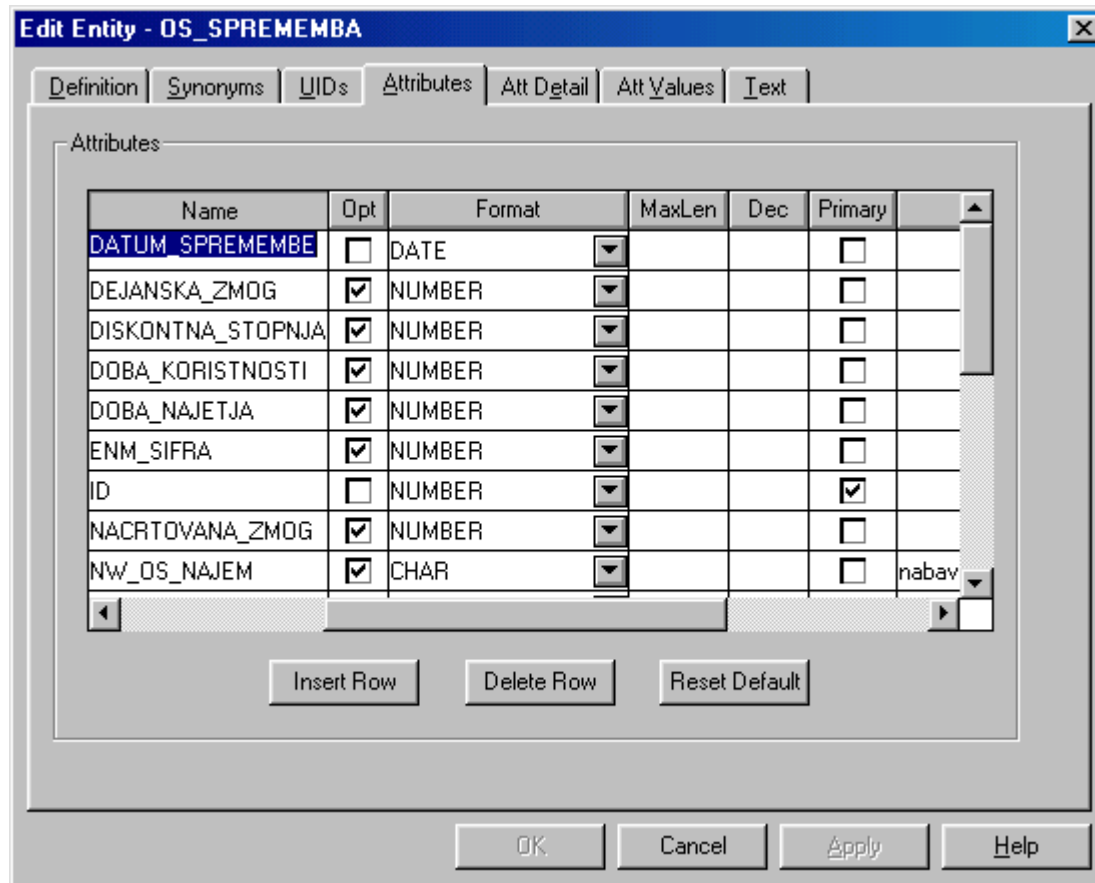 Edit Entity - OS_SPREMEMBA
Definition Synonyms UIDs Attributes Att Detail Att Values Text
Attributes
Name Opt Format MaxLen Dec Primary
DATUM_SPREMEMBE DATE
DEJANSKA_ZMOG NUMBER
DISKONTNA_STOPNJA NUMBER
DOBA_KORISTNOSTI NUMBER
DOBA_NAJETJA NUMBER
ENM_SIFRA NUMBER
ID NUMBER
NACRTOVANA_ZMOG NUMBER
NW_OS_NAJEM CHAR nabav
Insert Row Delete Row Reset Default
OK Cancel Apply Help